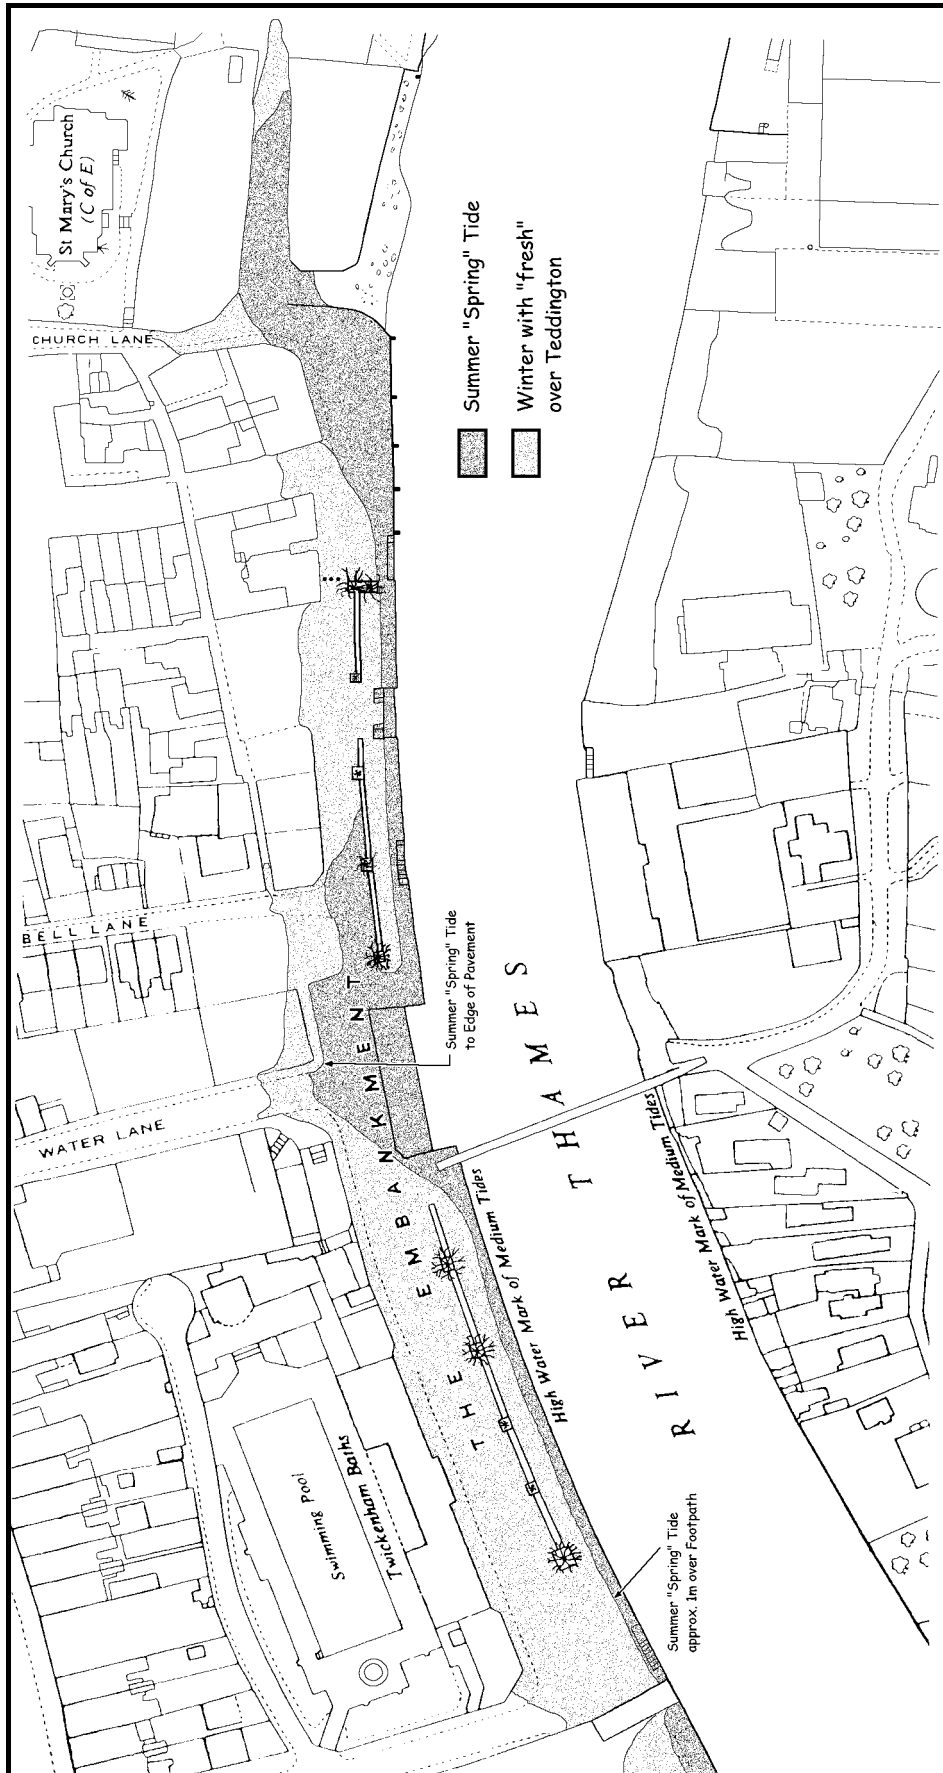 St Mary's Church
(C of E)
CHURCH LANE
Summer "Spring" Tide
Winter with "fresh"
over Teddington
BELL LANE
Summer "Spring" Tide
to Edge of Pavement
WATER LANE
THE EMBANKMENT
RIVER THAMES
High Water Mark of Medium Tides
High Water Mark of Medium Tides
Swimming Pool
Twickenham Baths
Summer "Spring" Tide
approx. 1m over Footpath